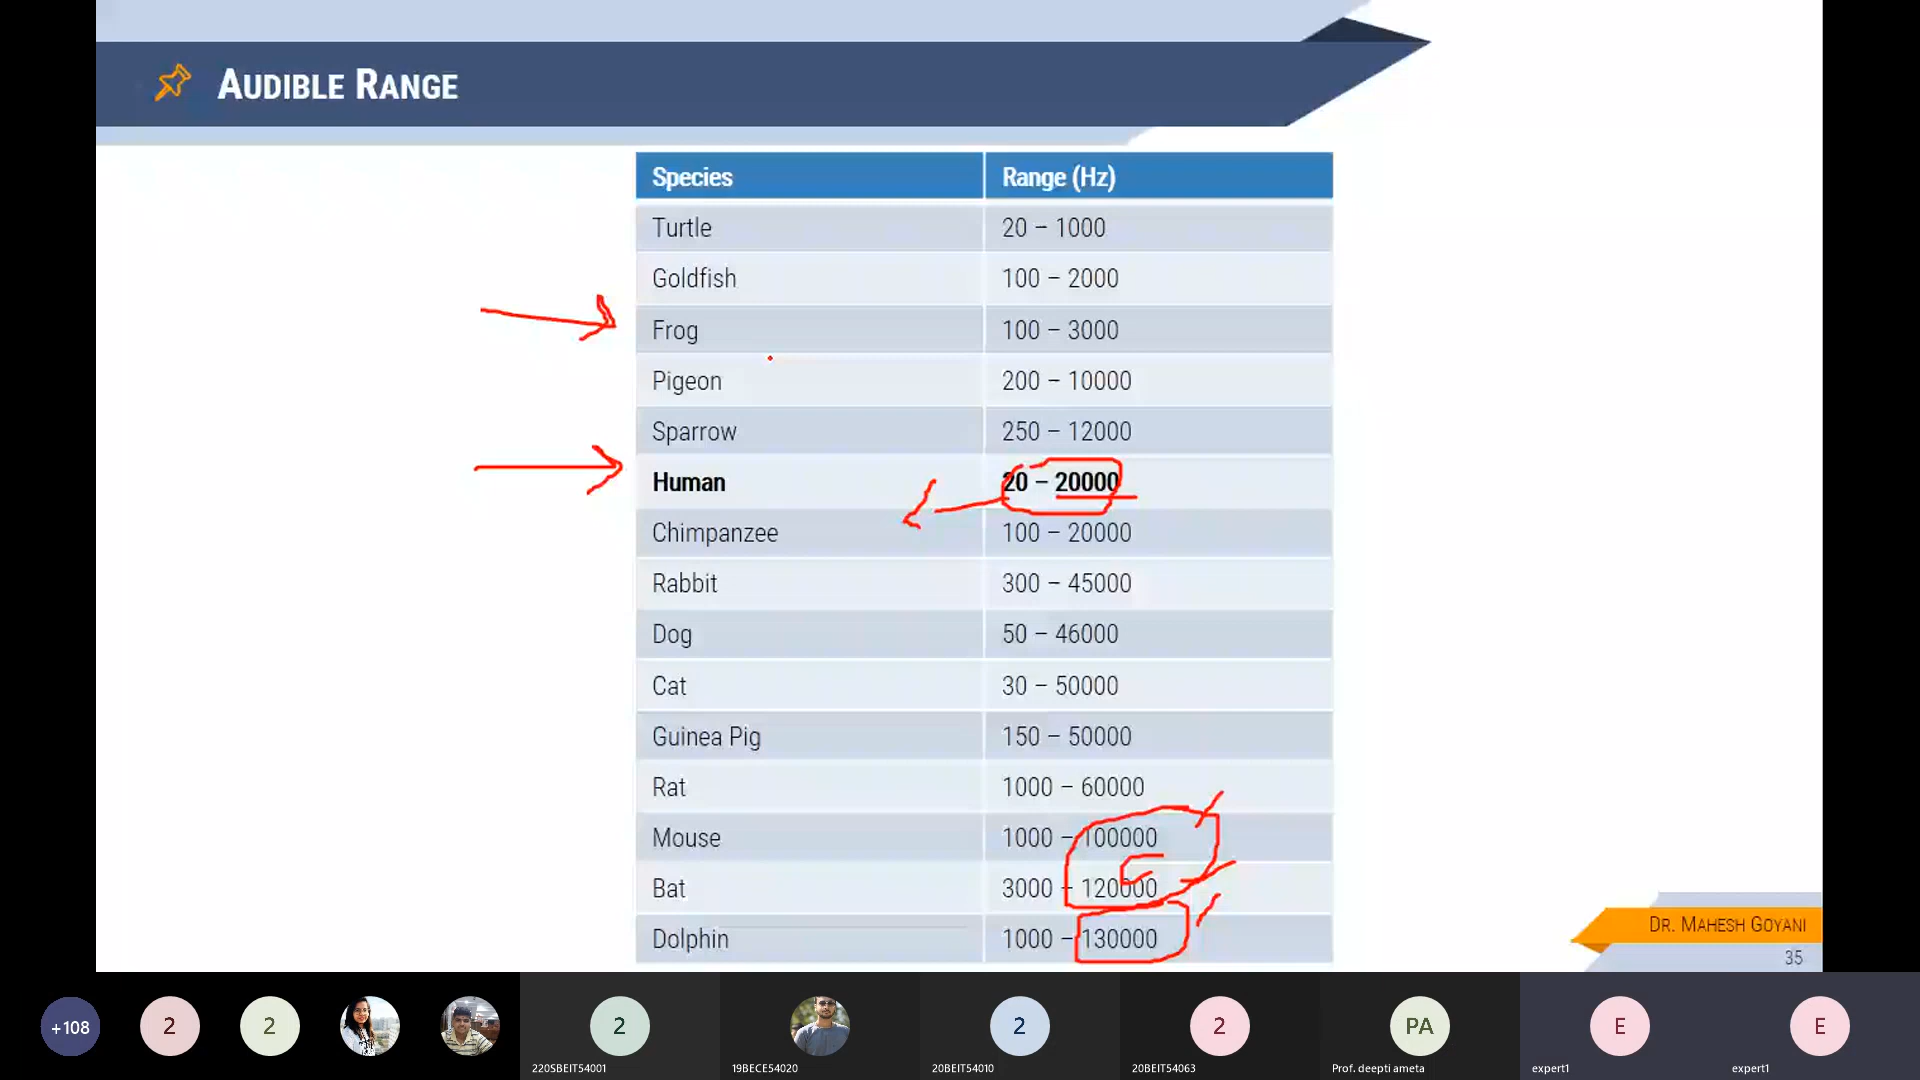 AUDIBLE RANGE
Species Range (Hz)
Turtle 20 – 1000
Goldfish 100 – 2000
Frog 100 – 3000
Pigeon 200 – 10000
Sparrow 250 – 12000
Human 20 – 20000
Chimpanzee 100 – 20000
Rabbit 300 – 45000
Dog 50 – 46000
Cat 30 – 50000
Guinea Pig 150 – 50000
Rat 1000 – 60000
Mouse 1000 – 100000
Bat 3000 – 120000
Dolphin 1000 – 130000
DR. MAHESH GOYANI
35
+108 2 2 2 2 2 PA E E
220SBEIT54001 19BECE54020 20BEIT54010 20BEIT54063 Prof. deepti ameta expert1 expert1